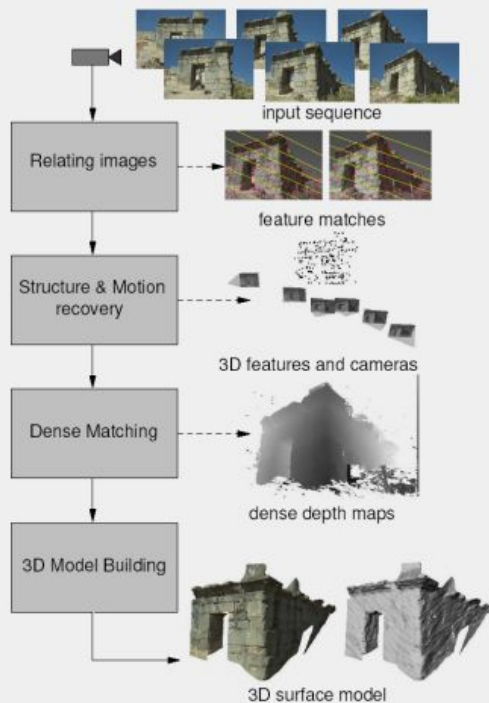 input sequence
Relating images
feature matches
Structure & Motion
recovery
3D features and cameras
Dense Matching
dense depth maps
3D Model Building
3D surface model